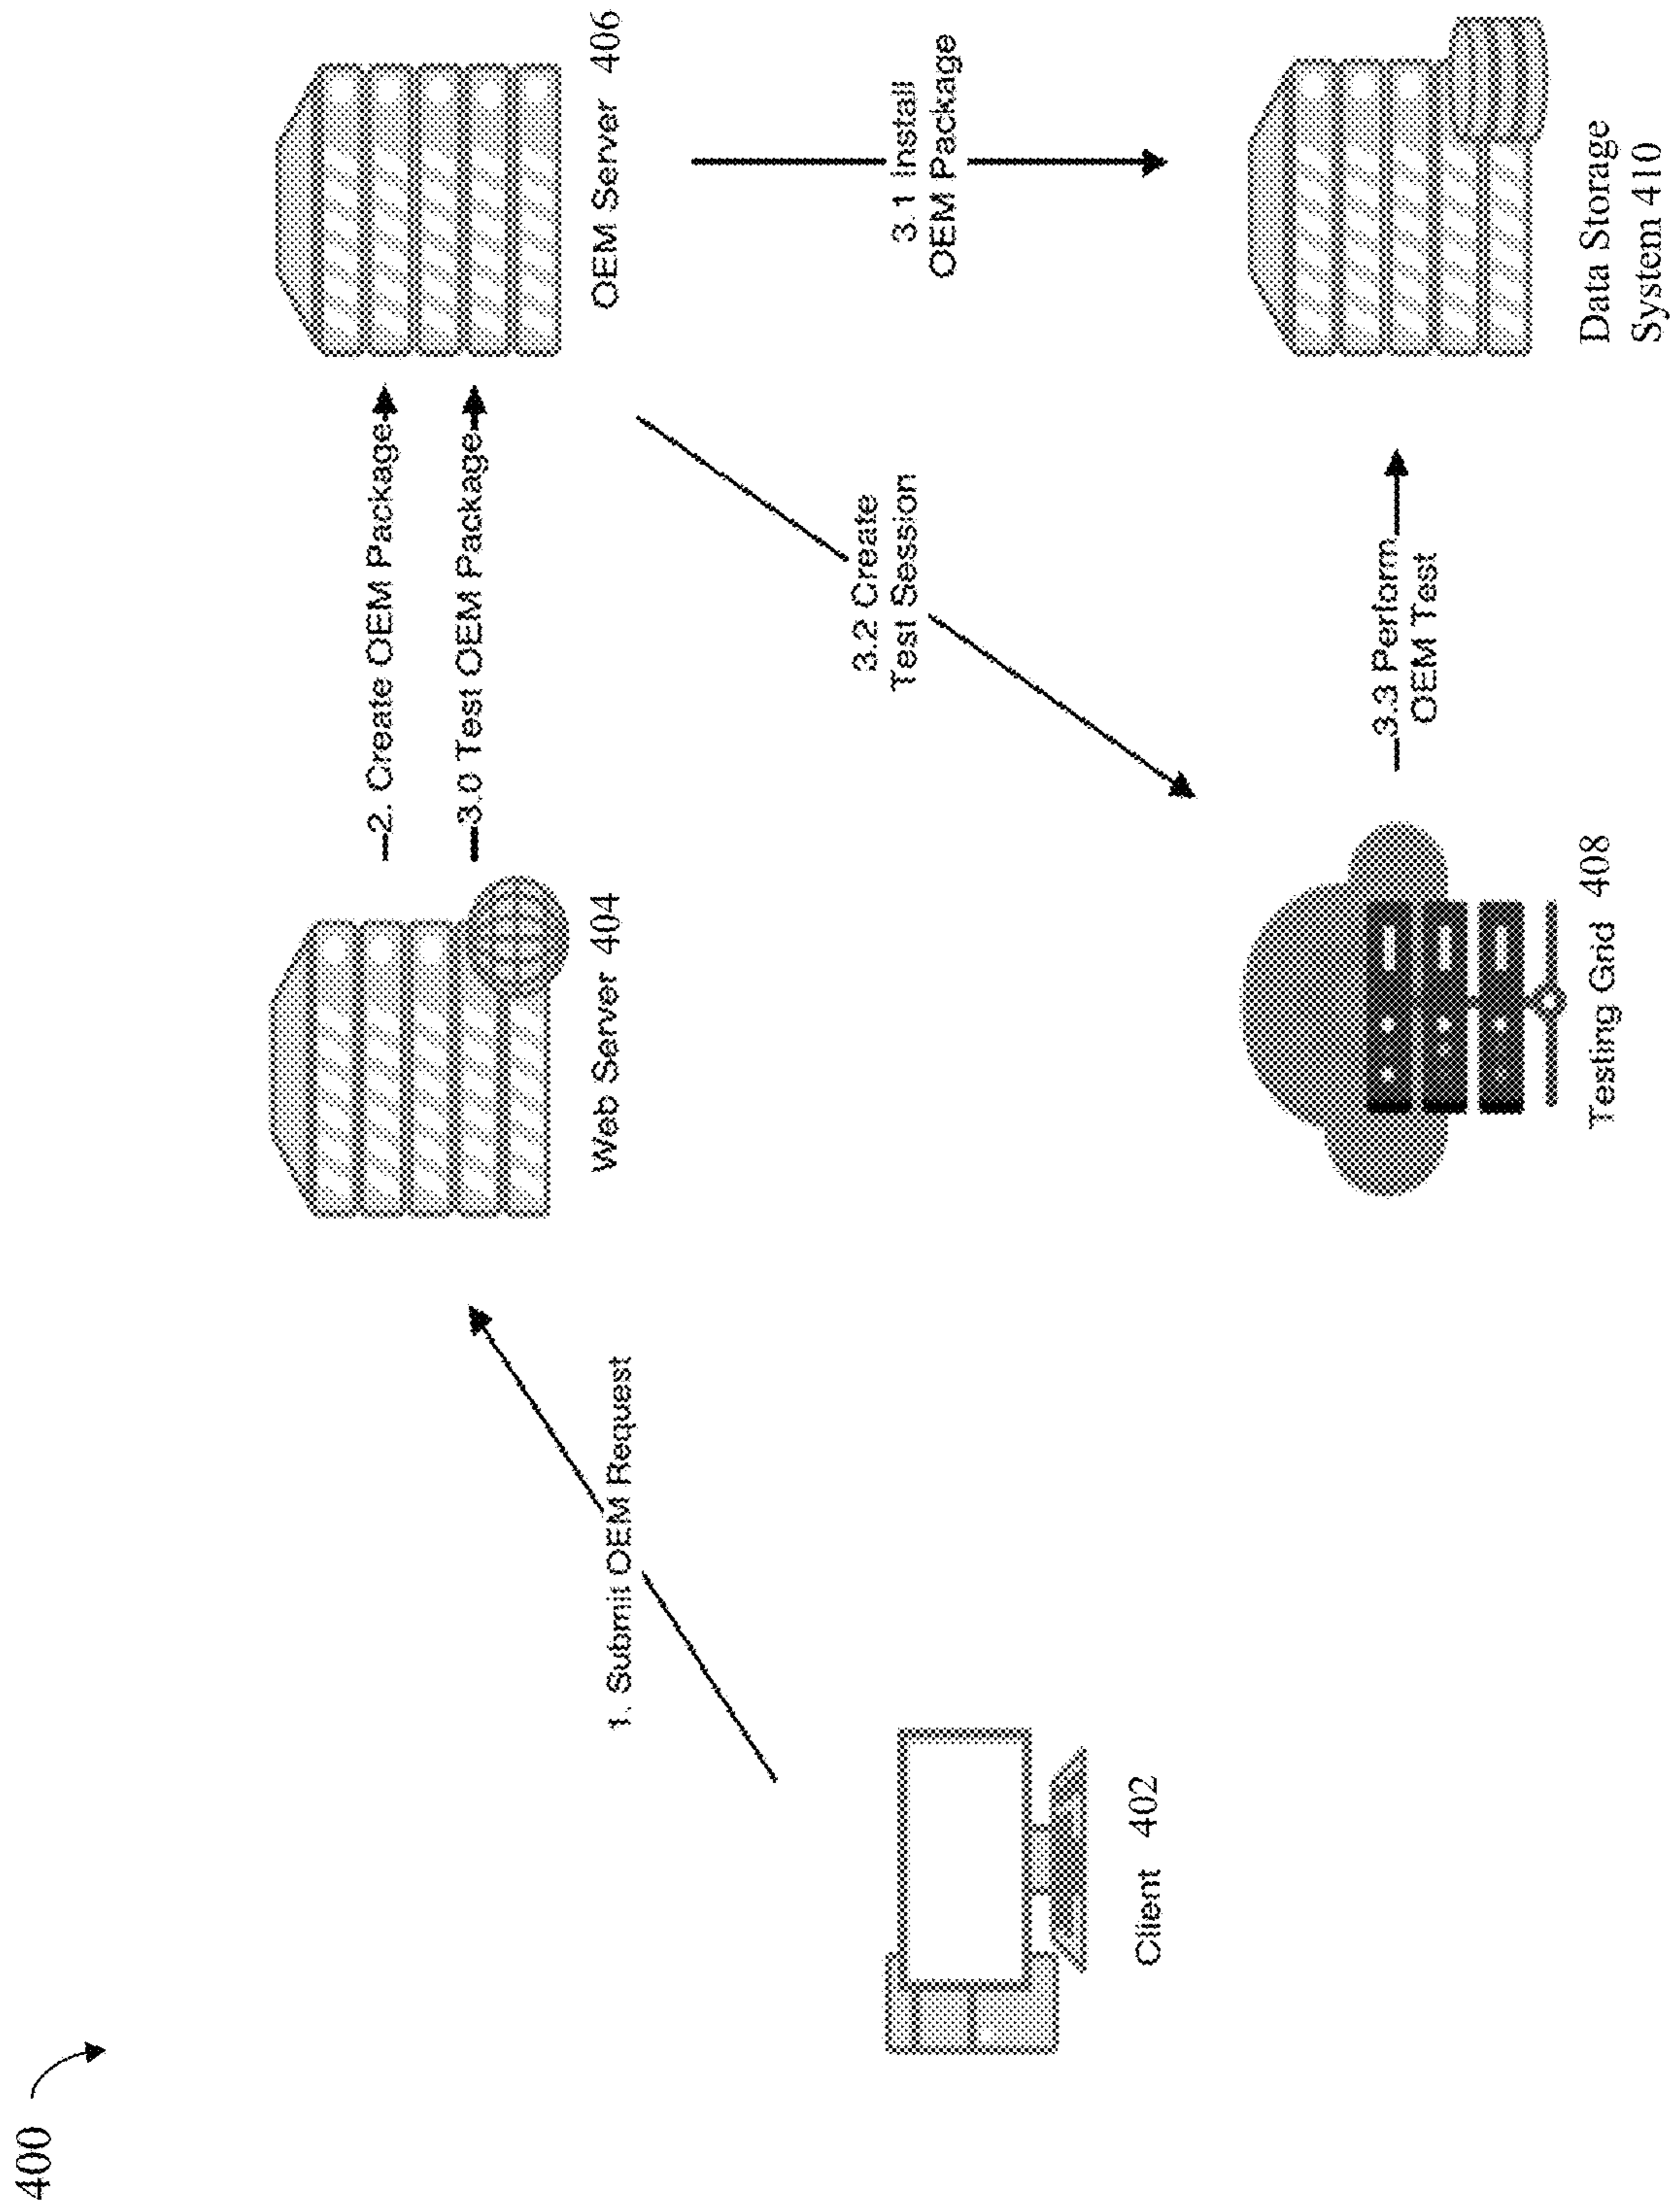 400
2. Create OEM Package
3.0 Test OEM Package
Web Server 404
OEM Server 406
1. Submit OEM Request
3.2 Create
Test Session
3.1 Install
OEM Package
Client 402
3.3 Perform
OEM Test
Testing Grid 408
Data Storage
System 410